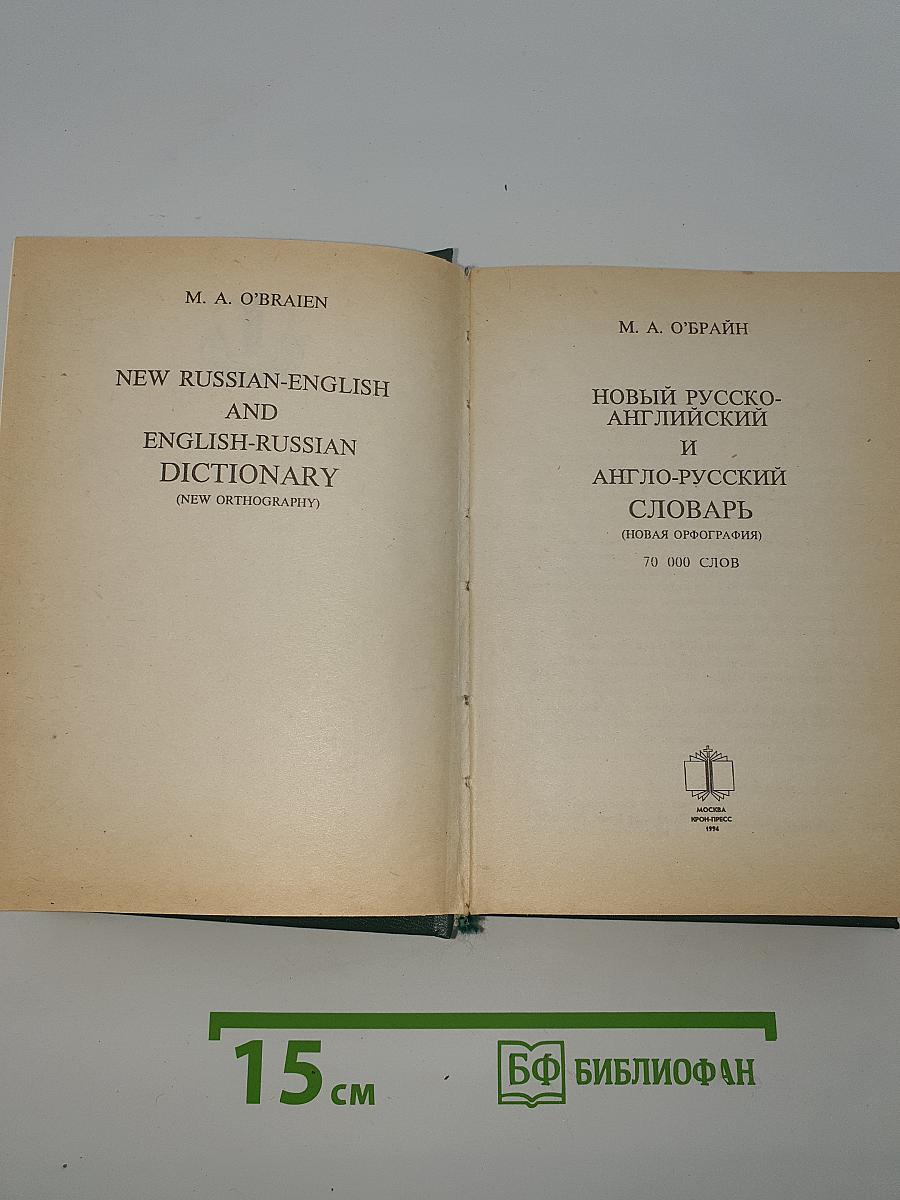 M. A. O'BRAIEN
NEW RUSSIAN-ENGLISH
AND
ENGLISH-RUSSIAN
DICTIONARY
(NEW ORTHOGRAPHY)
М. А. О'БРАЙН
НОВЫЙ РУССКО-
АНГЛИЙСКИЙ
И
АНГЛО-РУССКИЙ
СЛОВАРЬ
(НОВАЯ ОРФОГРАФИЯ)
70 000 СЛОВ
МОСКВА
КРОН-ПРЕСС
1994
15 см
БФ БИБЛИОФАН